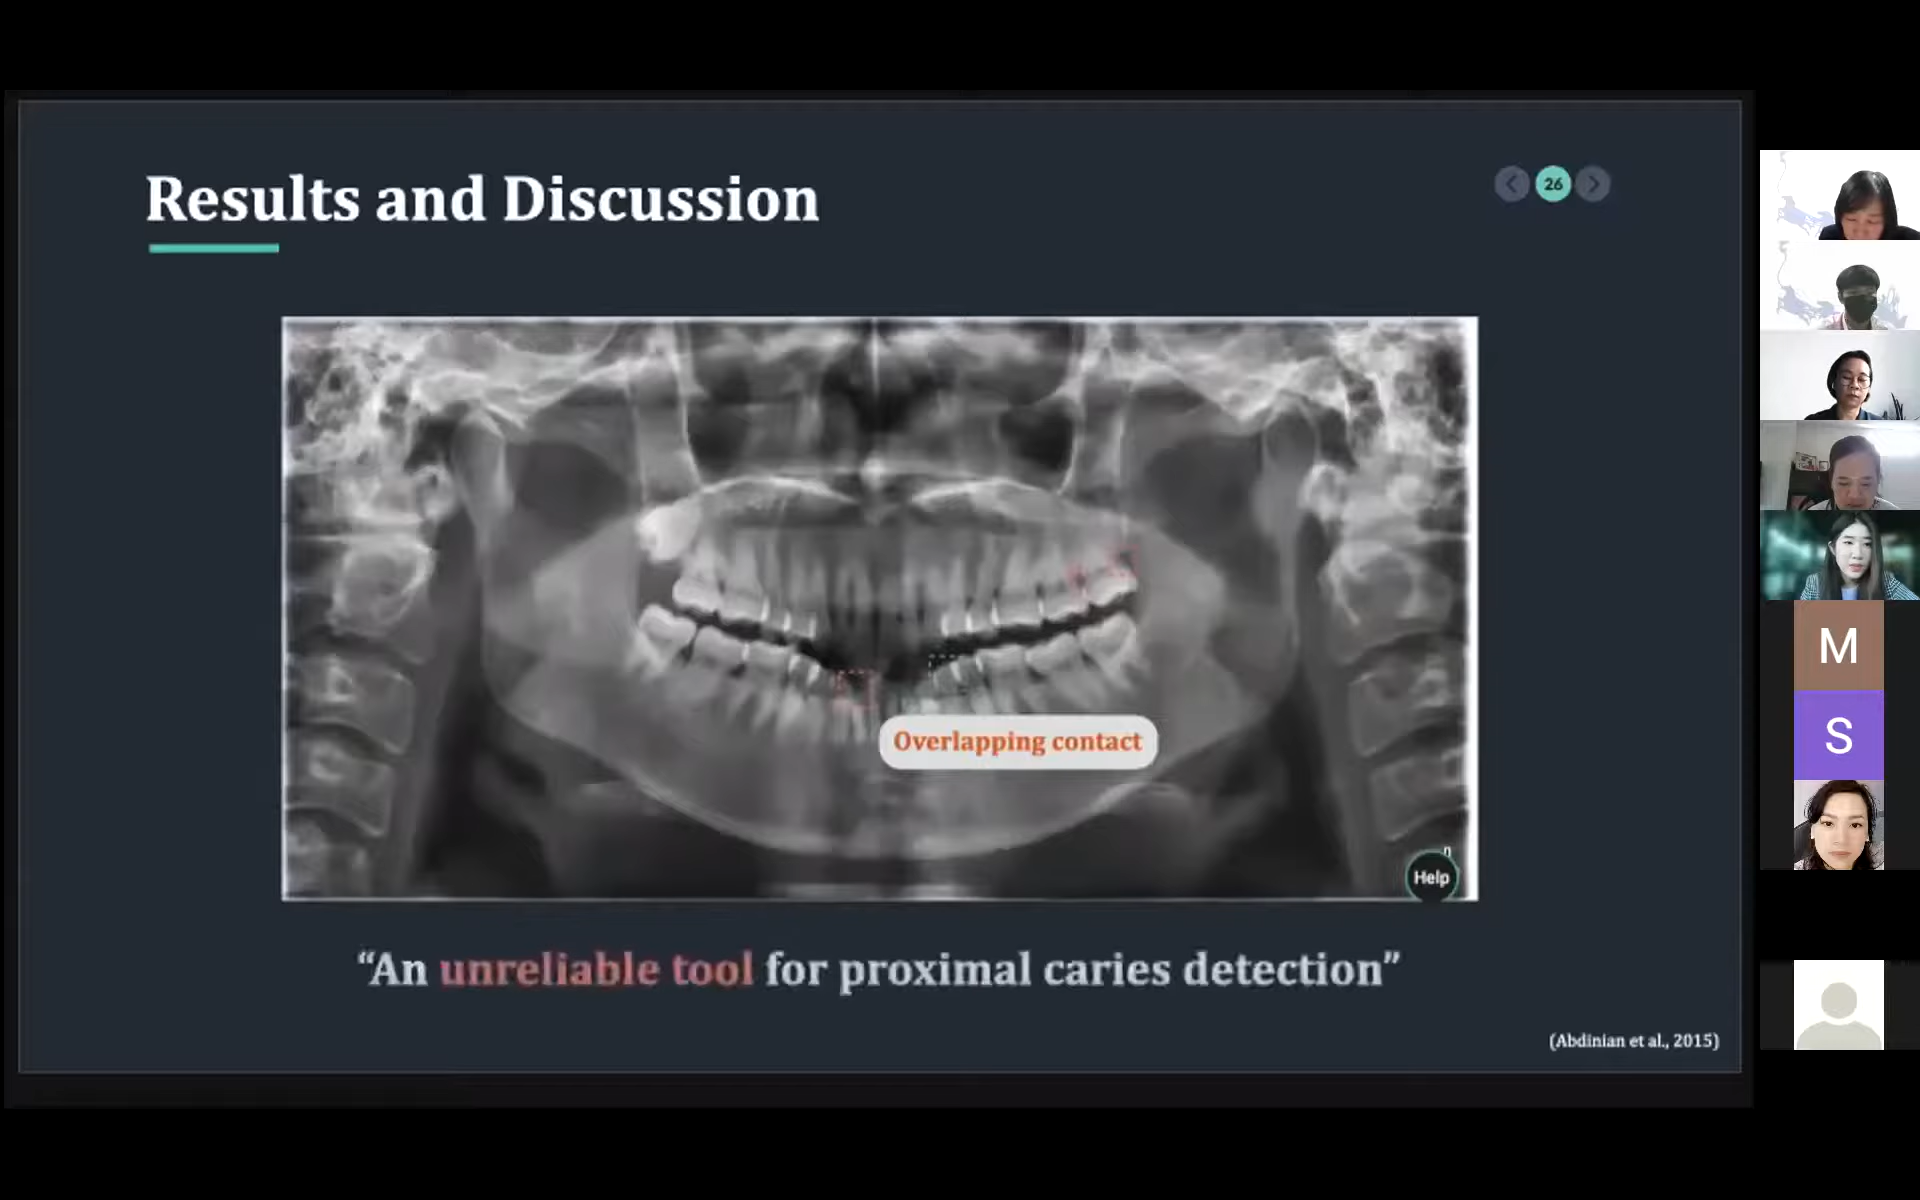 Results and Discussion
26
Overlapping contact
Help
“An unreliable tool for proximal caries detection”
(Abdinian et al., 2015)
M
S